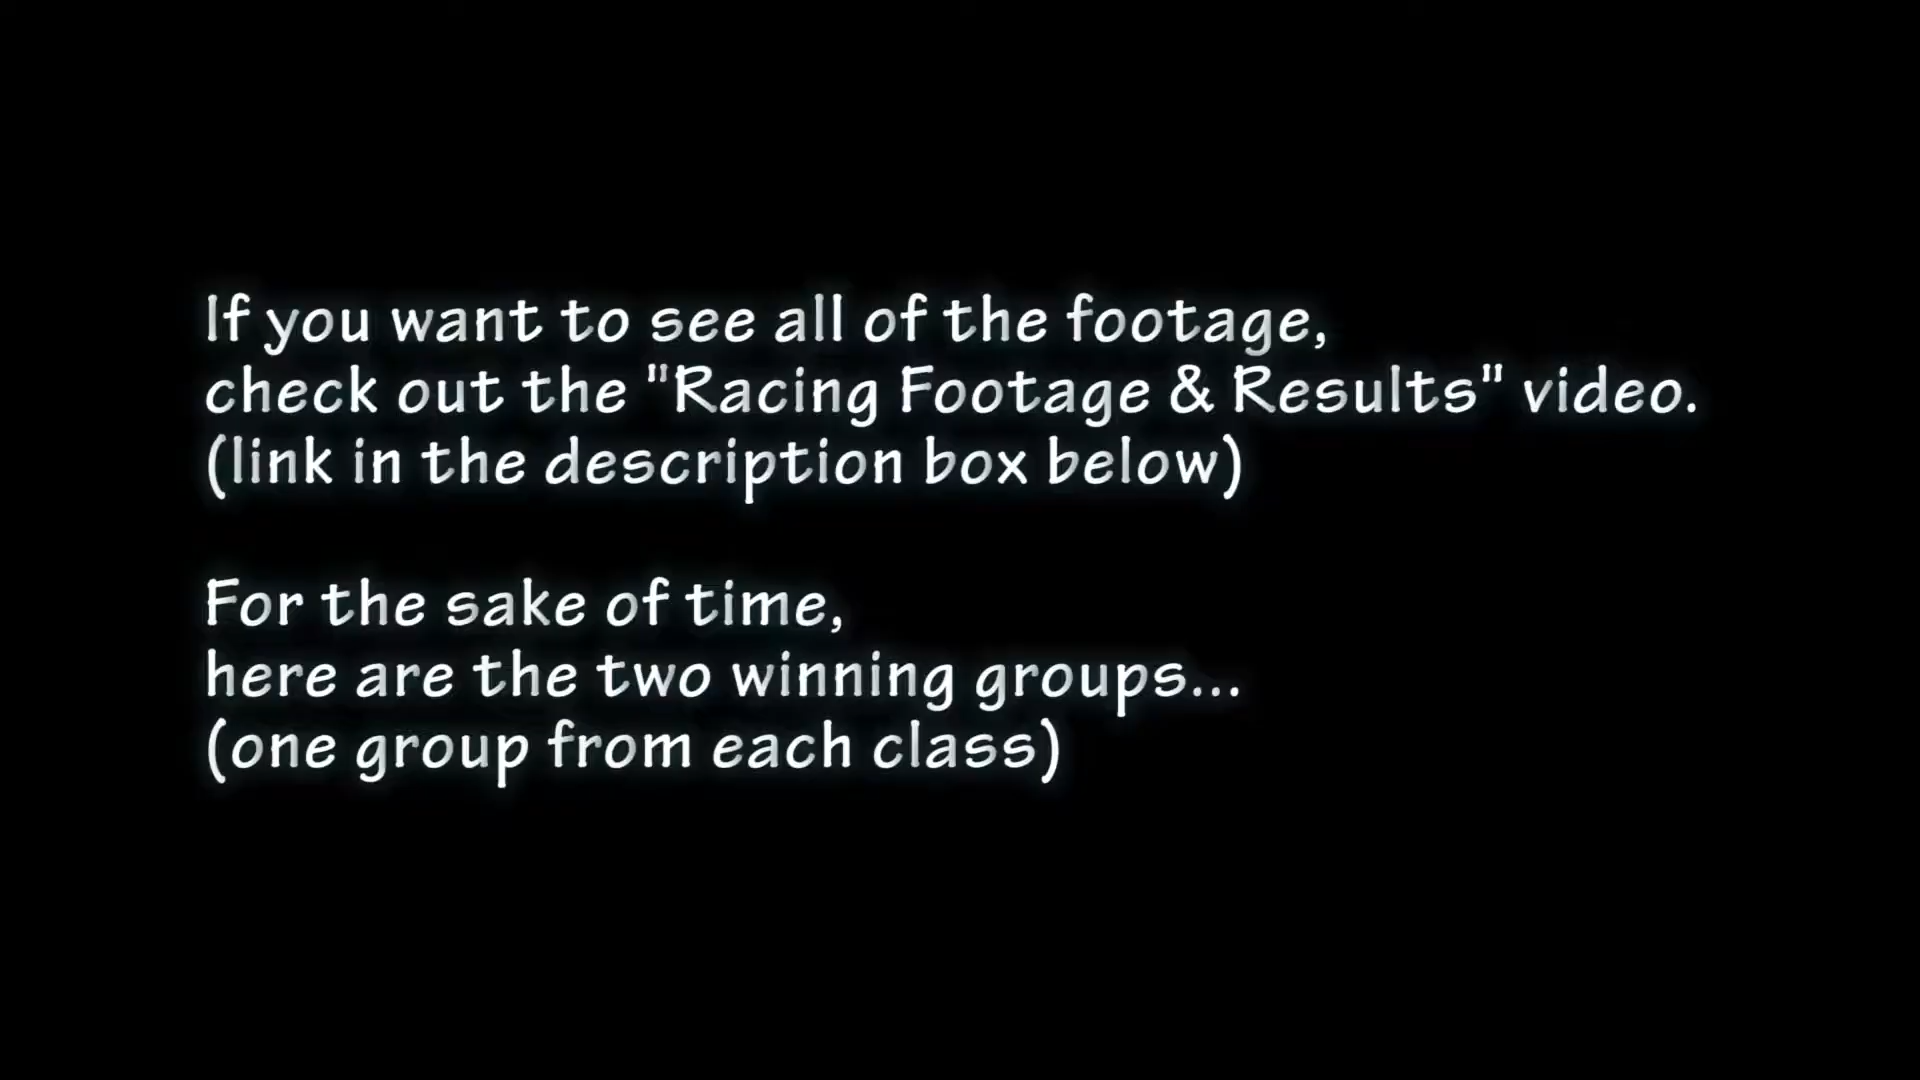 If you want to see all of the footage,
check out the "Racing Footage & Results" video.
(link in the description box below)
For the sake of time,
here are the two winning groups...
(one group from each class)